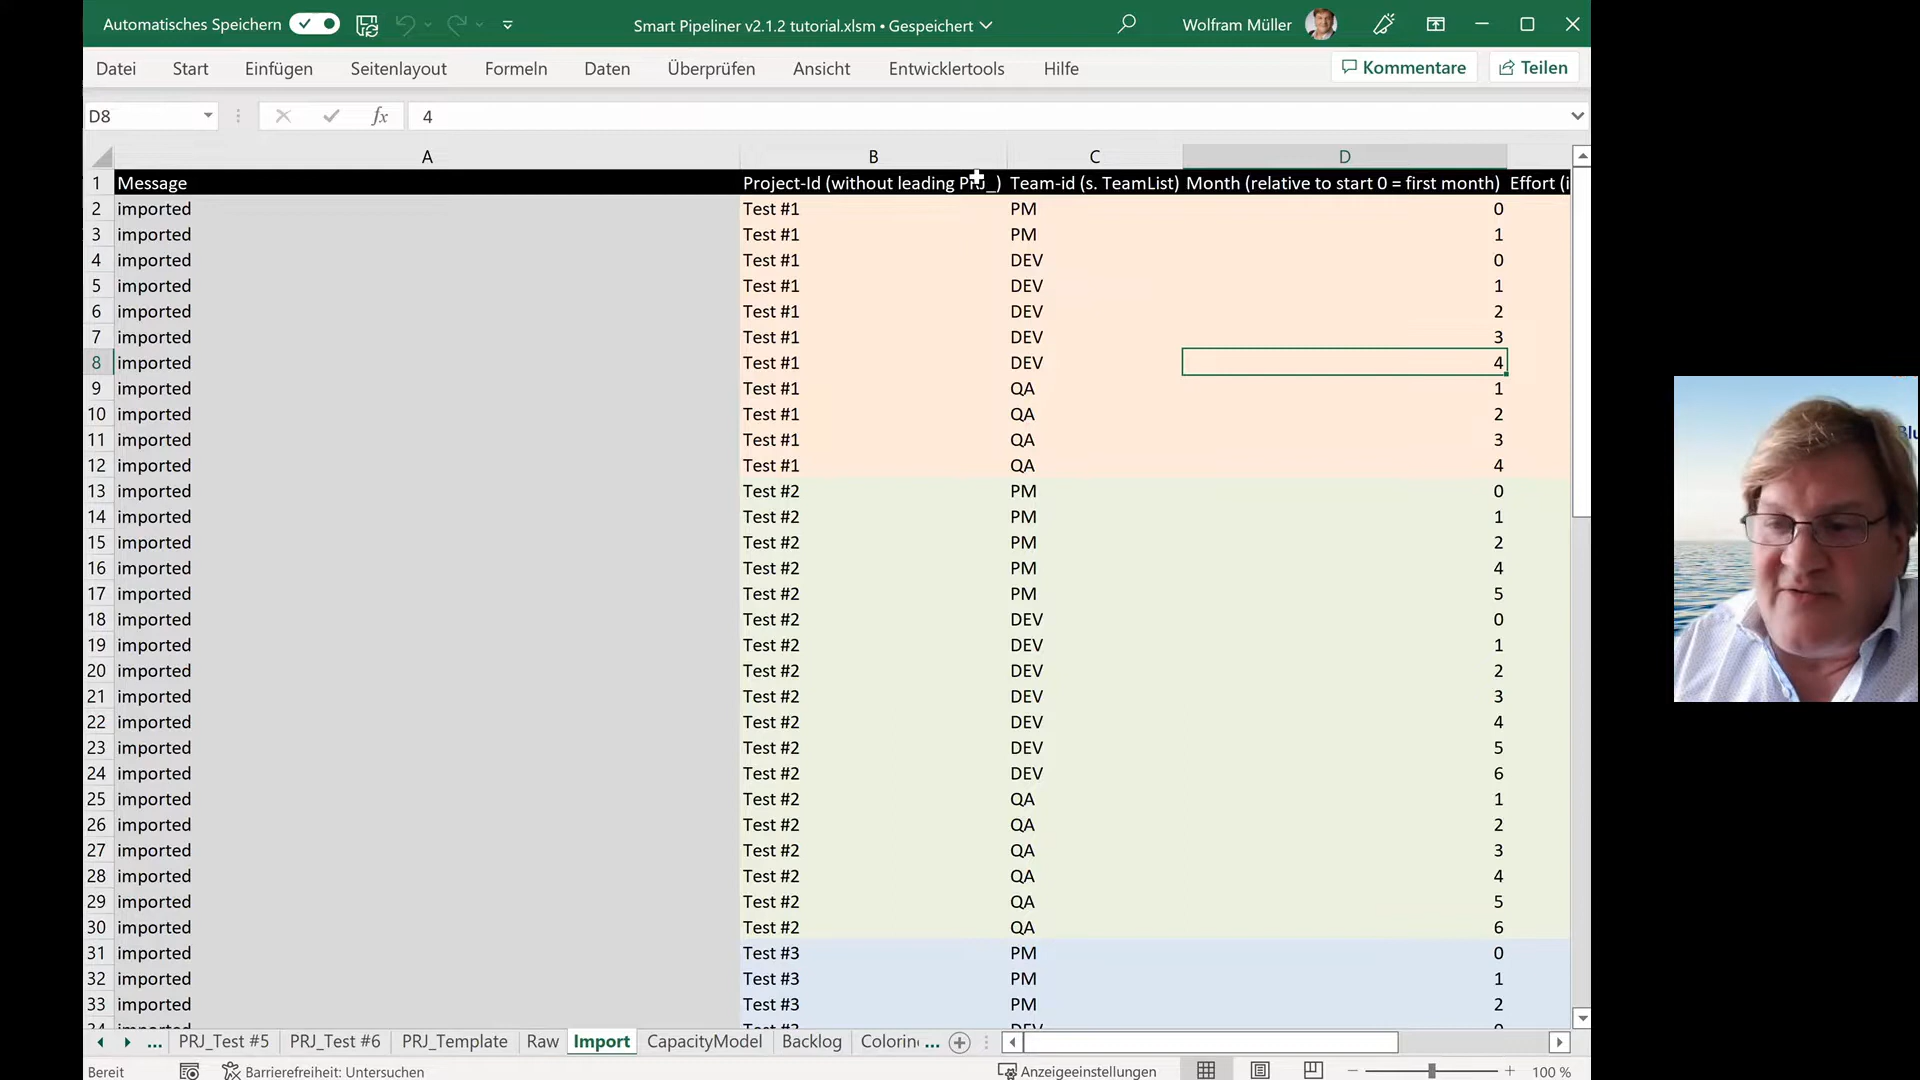 Automatisches Speichern
Smart Pipeliner v2.1.2 tutorial.xlsm • Gespeichert
Wolfram Müller
Datei Start Einfügen Seitenlayout Formeln Daten Überprüfen Ansicht Entwicklertools Hilfe
Kommentare
Teilen
D8 fx 4
A B C D
1 Message Project-Id (without leading PRJ_) Team-id (s. TeamList) Month (relative to start 0 = first month) Effort (i
2 imported Test #1 PM 0
3 imported Test #1 PM 1
4 imported Test #1 DEV 0
5 imported Test #1 DEV 1
6 imported Test #1 DEV 2
7 imported Test #1 DEV 3
8 imported Test #1 DEV 4
9 imported Test #1 QA 1
10 imported Test #1 QA 2
11 imported Test #1 QA 3
12 imported Test #1 QA 4
13 imported Test #2 PM 0
14 imported Test #2 PM 1
15 imported Test #2 PM 2
16 imported Test #2 PM 4
17 imported Test #2 PM 5
18 imported Test #2 DEV 0
19 imported Test #2 DEV 1
20 imported Test #2 DEV 2
21 imported Test #2 DEV 3
22 imported Test #2 DEV 4
23 imported Test #2 DEV 5
24 imported Test #2 DEV 6
25 imported Test #2 QA 1
26 imported Test #2 QA 2
27 imported Test #2 QA 3
28 imported Test #2 QA 4
29 imported Test #2 QA 5
30 imported Test #2 QA 6
31 imported Test #3 PM 0
32 imported Test #3 PM 1
33 imported Test #3 PM 2
... PRJ_Test #5 PRJ_Test #6 PRJ_Template Raw Import CapacityModel Backlog Colorin ...
Bereit
Barrierefreiheit: Untersuchen
Anzeigeeinstellungen
100 %